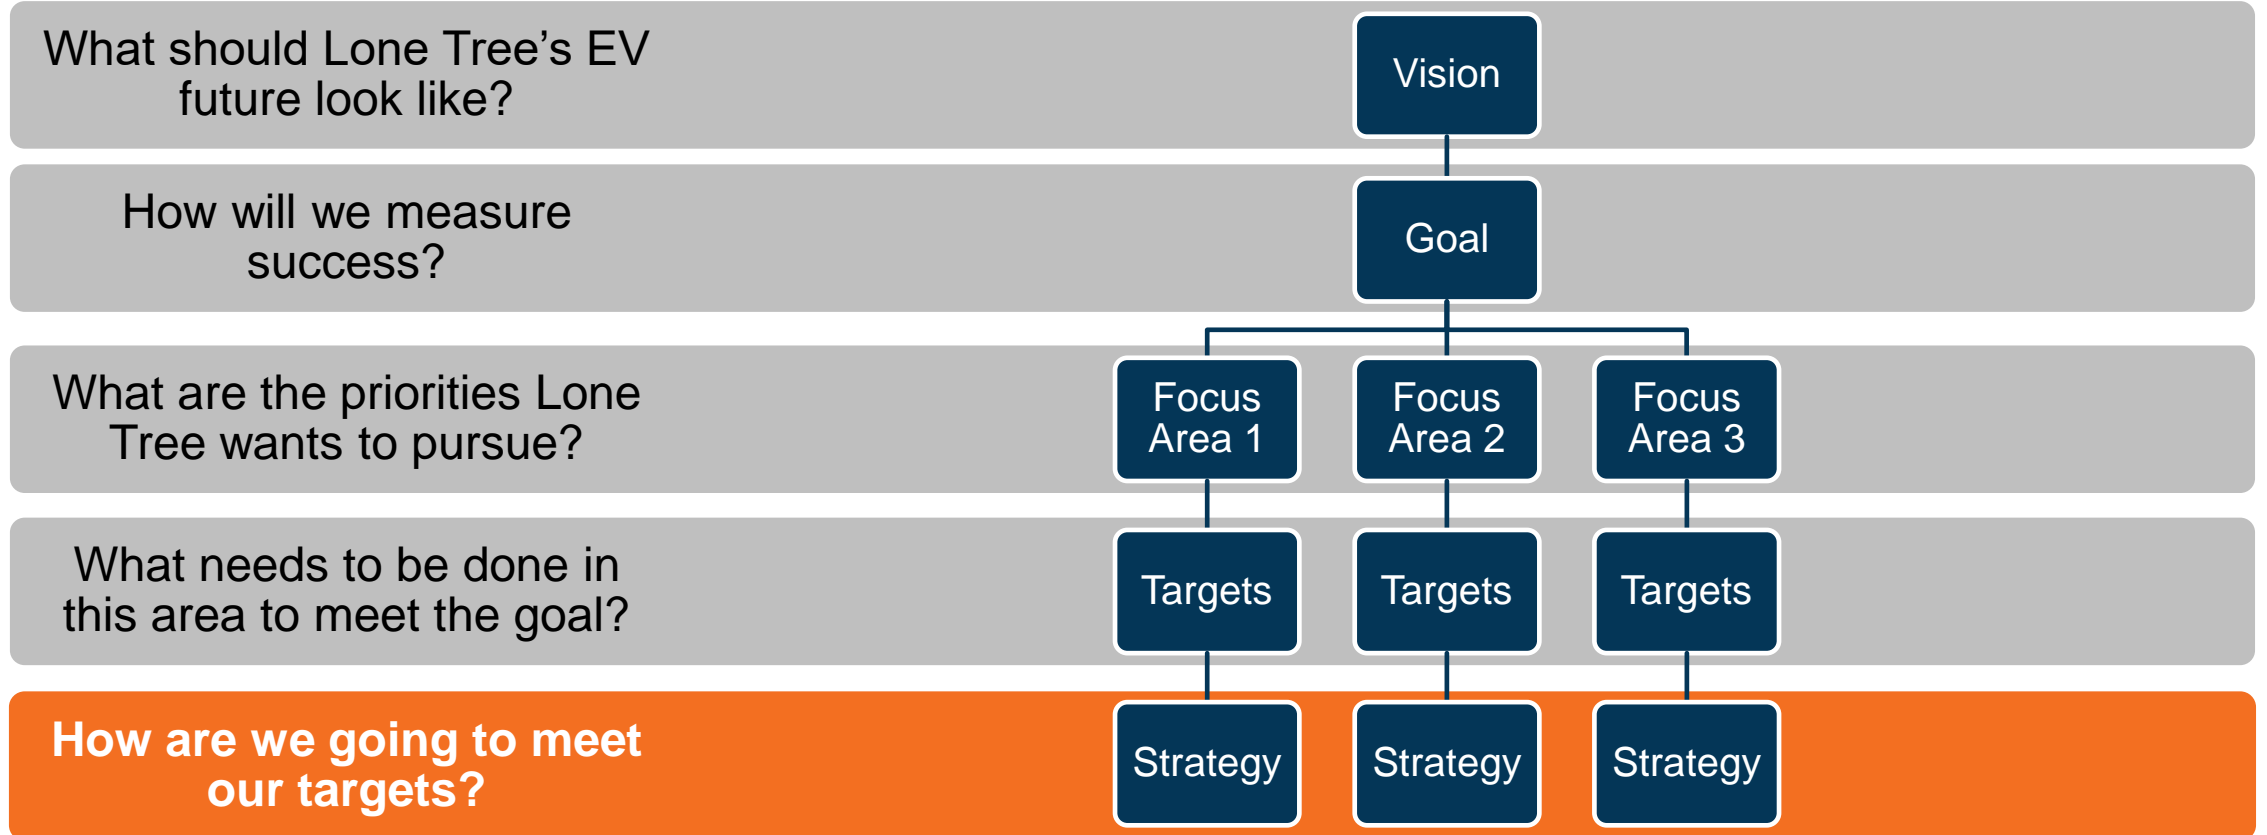 What should Lone Tree’s EV
future look like?
Vision
How will we measure
success?
Goal
What are the priorities Lone
Tree wants to pursue?
Focus
Area 1
Focus
Area 2
Focus
Area 3
What needs to be done in
this area to meet the goal?
Targets
Targets
Targets
How are we going to meet
our targets?
Strategy
Strategy
Strategy